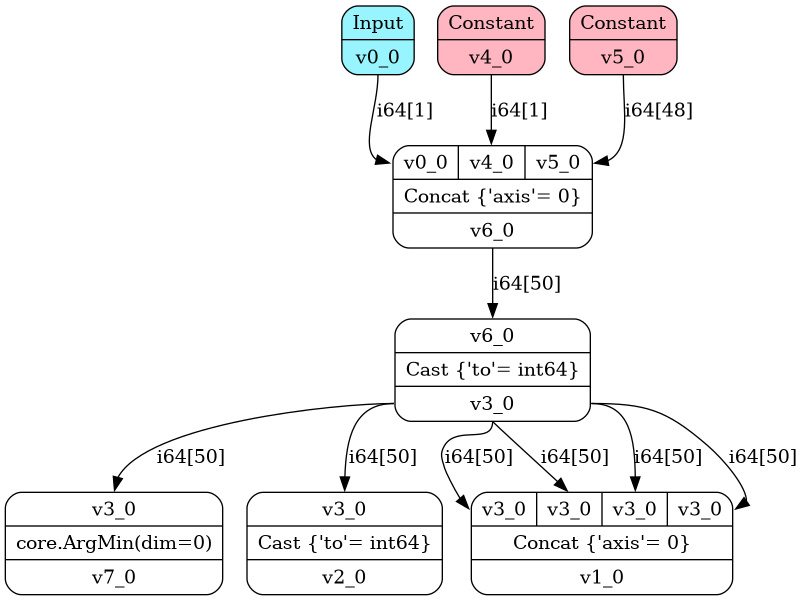 Input
v0_0
Constant
v4_0
Constant
v5_0
i64[1]
i64[1]
i64[48]
v0_0 v4_0 v5_0
Concat {'axis'= 0}
v6_0
i64[50]
v6_0
Cast {'to'= int64}
v3_0
i64[50]
i64[50]
i64[50]
i64[50]
i64[50]
i64[50]
v3_0
core.ArgMin(dim=0)
v7_0
v3_0
Cast {'to'= int64}
v2_0
v3_0 v3_0 v3_0 v3_0
Concat {'axis'= 0}
v1_0